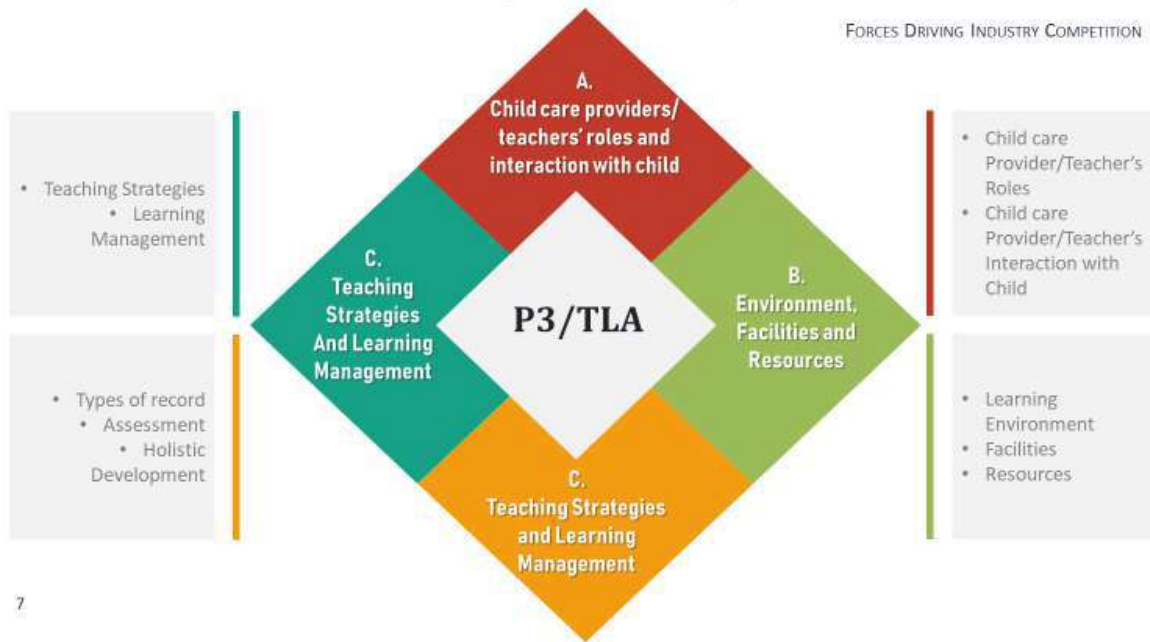 FORCES DRIVING INDUSTRY COMPETITION
A.
Child care providers/
teachers' roles and
interaction with child
• Teaching Strategies
• Learning
Management
• Child care
Provider/Teacher's
Roles
• Child care
Provider/Teacher's
Interaction with
Child
C.
Teaching
Strategies
And Learning
Management
P3/TLA
B.
Environment,
Facilities and
Resources
• Types of record
• Assessment
• Holistic
Development
• Learning
Environment
• Facilities
• Resources
C.
Teaching Strategies
and Learning
Management
7